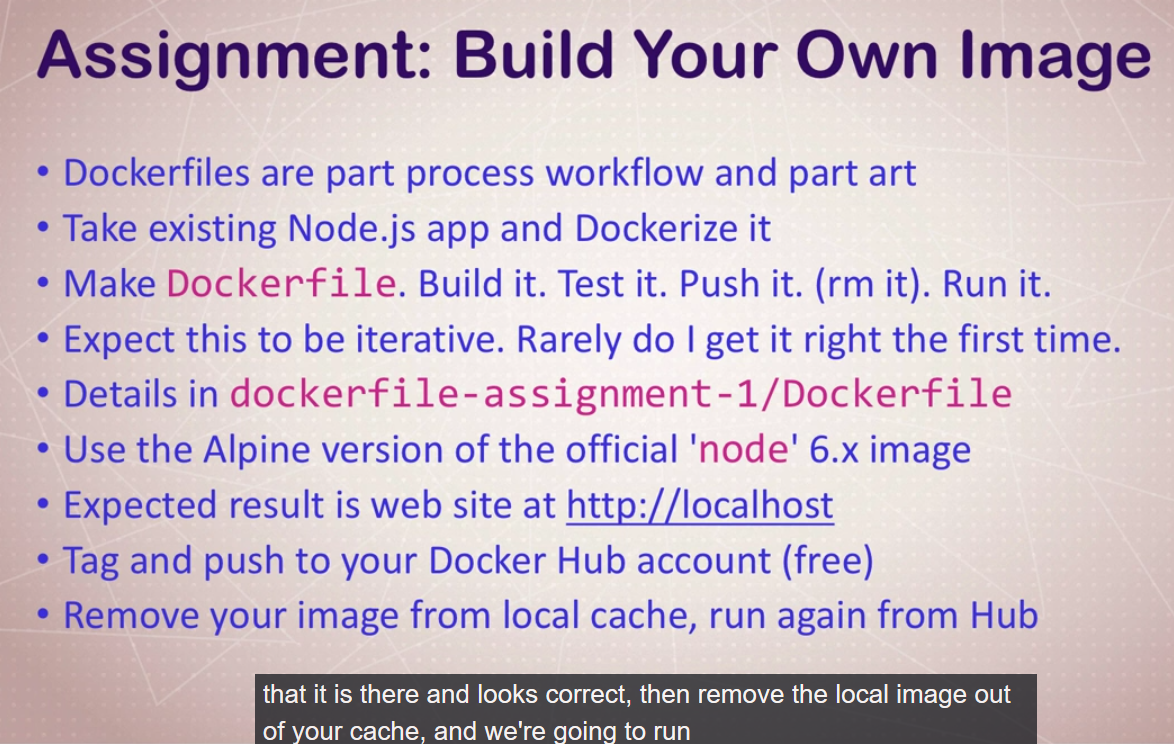 Assignment: Build Your Own Image
• Dockerfiles are part process workflow and part art
• Take existing Node.js app and Dockerize it
• Make Dockerfile. Build it. Test it. Push it. (rm it). Run it.
• Expect this to be iterative. Rarely do I get it right the first time.
• Details in dockerfile-assignment-1/Dockerfile
• Use the Alpine version of the official 'node' 6.x image
• Expected result is web site at http://localhost
• Tag and push to your Docker Hub account (free)
• Remove your image from local cache, run again from Hub
that it is there and looks correct, then remove the local image out
of your cache, and we're going to run